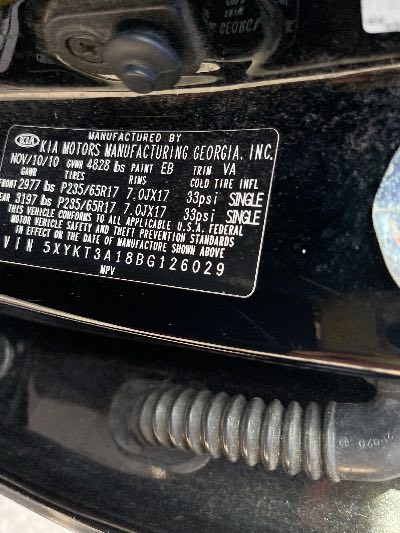 MANUFACTURED BY
KIA KIA MOTORS MANUFACTURING GEORGIA, INC.
NOV/10/10 GVWR 4828 lbs PAINT EB TRIM VA
GAWR TIRES RIMS COLD TIRE INFL
FRONT 2977 lbs P235/65R17 7.0JX17 33psi SINGLE
REAR 3197 lbs P235/65R17 7.0JX17 33psi SINGLE
THIS VEHICLE CONFORMS TO ALL APPLICABLE U.S.A. FEDERAL
MOTOR VEHICLE SAFETY AND THEFT PREVENTION STANDARDS
IN EFFECT ON THE DATE OF MANUFACTURE SHOWN ABOVE
VIN 5XYKT3A18BG126029
MPV